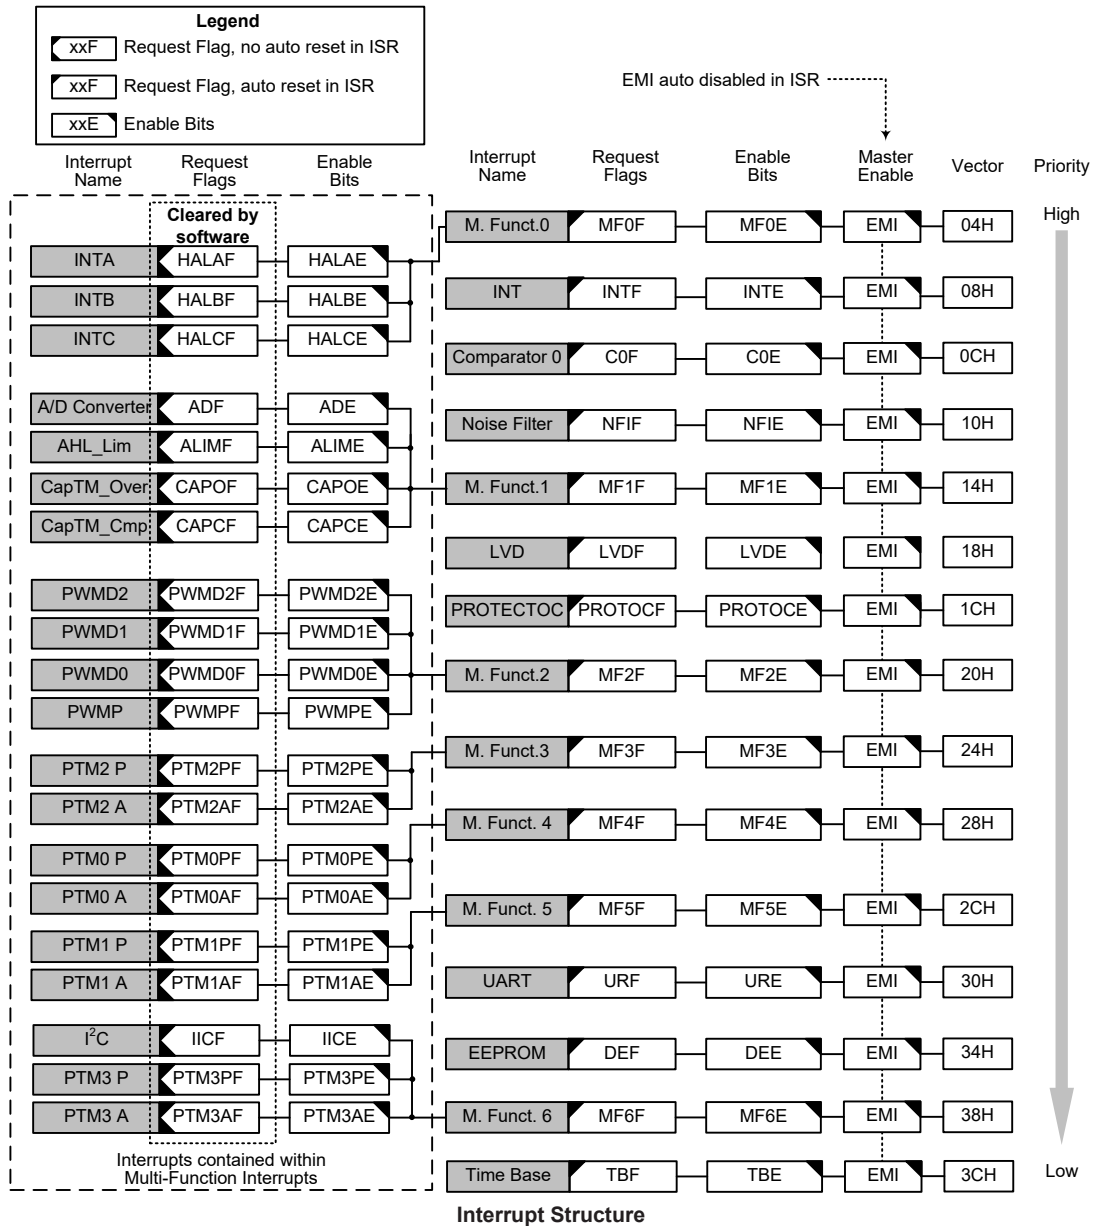 Legend
xxF Request Flag, no auto reset in ISR
xxF Request Flag, auto reset in ISR
xxE Enable Bits
EMI auto disabled in ISR
Interrupt Name
Request Flags
Enable Bits
Interrupt Name
Request Flags
Enable Bits
Master Enable
Vector
Priority
Cleared by software
INTA HALAF HALAE
INTB HALBF HALBE
INTC HALCF HALCE
A/D Converter ADF ADE
AHL_Lim ALIMF ALIME
CapTM_Over CAPOF CAPOE
CapTM_Cmp CAPCF CAPCE
PWMD2 PWMD2F PWMD2E
PWMD1 PWMD1F PWMD1E
PWMD0 PWMD0F PWMD0E
PWMP PWMPF PWMPE
PTM2 P PTM2PF PTM2PE
PTM2 A PTM2AF PTM2AE
PTM0 P PTM0PF PTM0PE
PTM0 A PTM0AF PTM0AE
PTM1 P PTM1PF PTM1PE
PTM1 A PTM1AF PTM1AE
I²C IICF IICE
PTM3 P PTM3PF PTM3PE
PTM3 A PTM3AF PTM3AE
Interrupts contained within
Multi-Function Interrupts
M. Funct.0 MF0F MF0E EMI 04H
INT INTF INTE EMI 08H
Comparator 0 C0F C0E EMI 0CH
Noise Filter NFIF NFIE EMI 10H
M. Funct.1 MF1F MF1E EMI 14H
LVD LVDF LVDE EMI 18H
PROTECTOC PROTOCF PROTOCE EMI 1CH
M. Funct.2 MF2F MF2E EMI 20H
M. Funct.3 MF3F MF3E EMI 24H
M. Funct. 4 MF4F MF4E EMI 28H
M. Funct. 5 MF5F MF5E EMI 2CH
UART URF URE EMI 30H
EEPROM DEF DEE EMI 34H
M. Funct. 6 MF6F MF6E EMI 38H
Time Base TBF TBE EMI 3CH
High
Low
Interrupt Structure